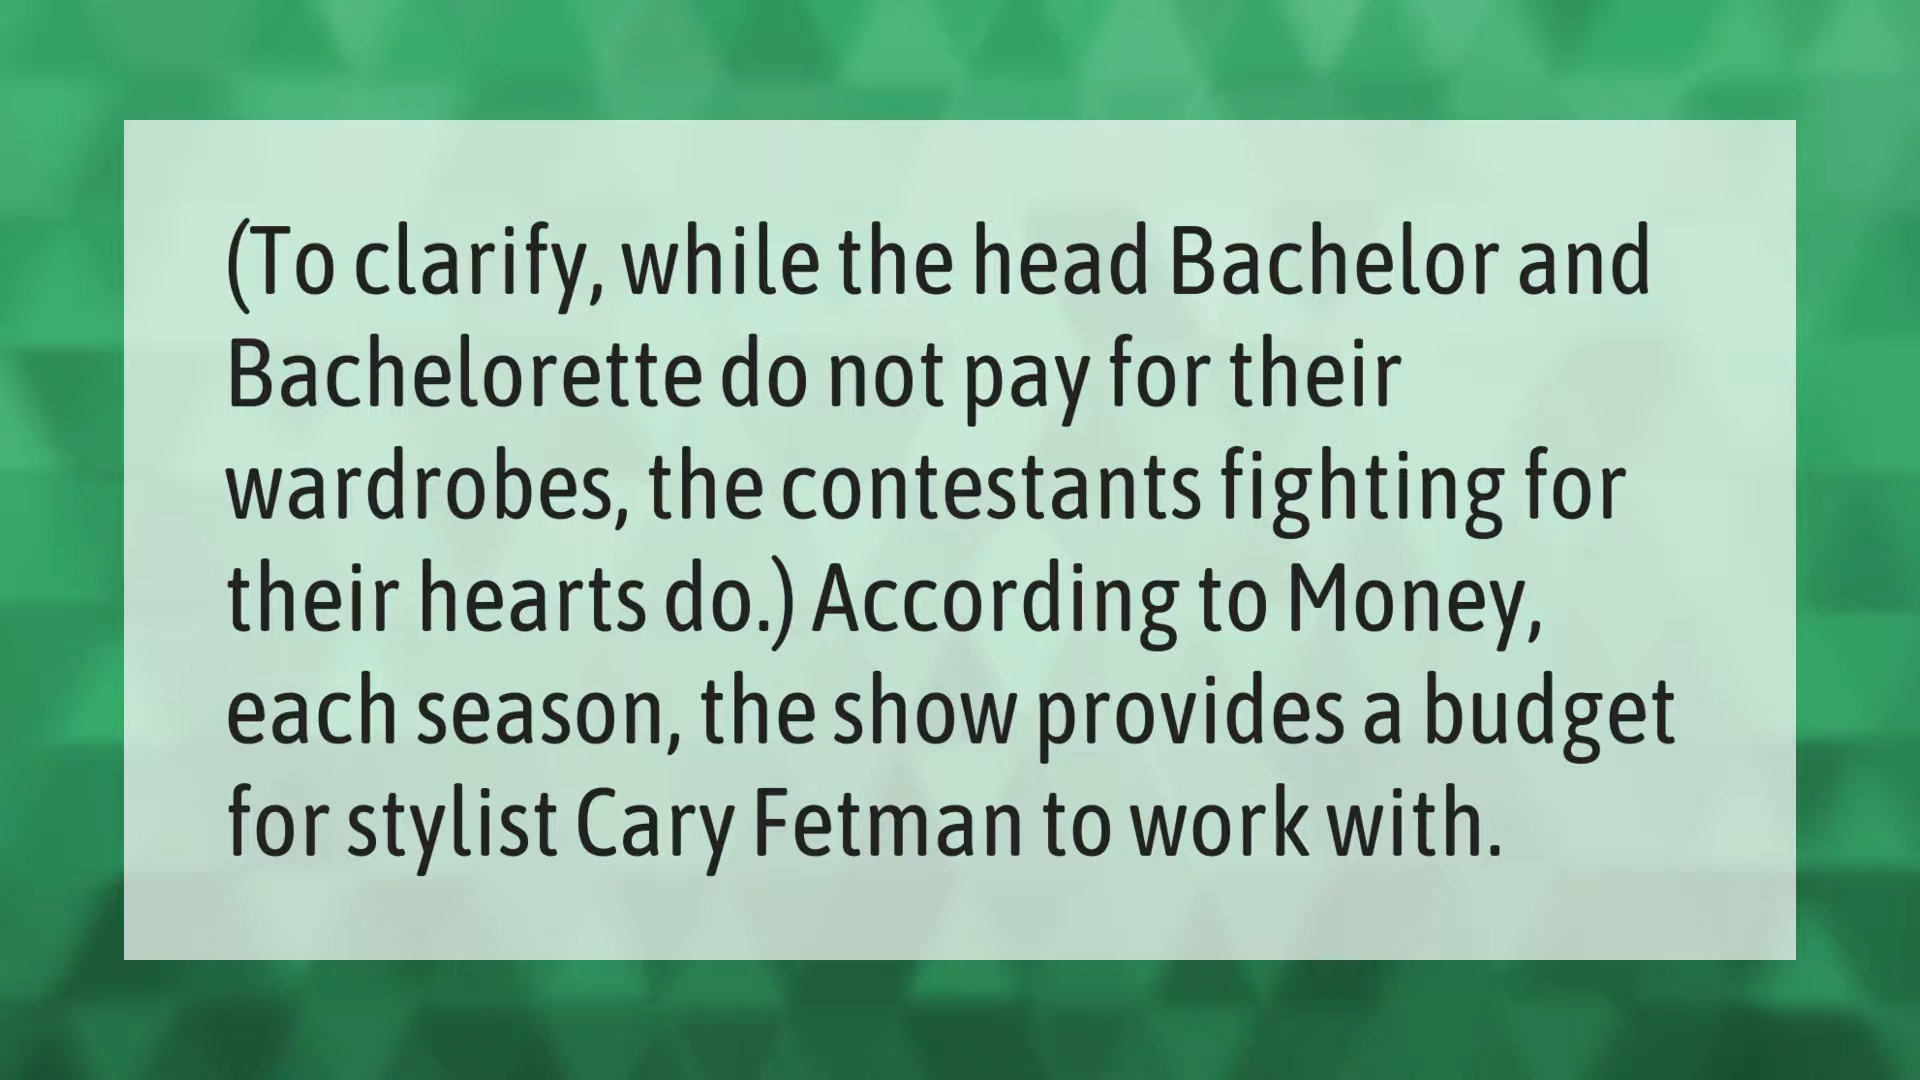 (To clarify, while the head Bachelor and
Bachelorette do not pay for their
wardrobes, the contestants fighting for
their hearts do.) According to Money,
each season, the show provides a budget
for stylist Cary Fetman to work with.